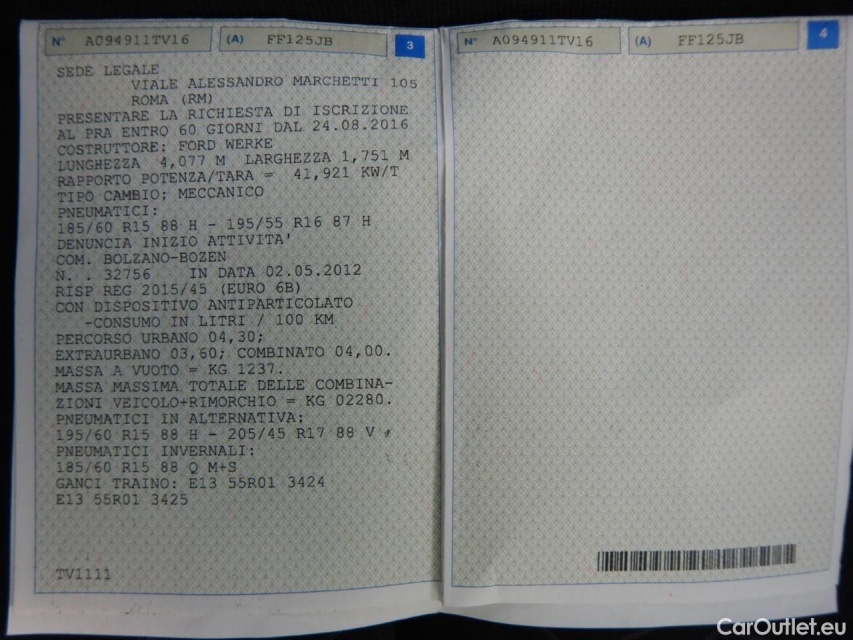 N° A094911TV16 (A) FF125JB 3
SEDE LEGALE
VIALE ALESSANDRO MARCHETTI 105
ROMA (RM)
PRESENTARE LA RICHIESTA DI ISCRIZIONE
AL PRA ENTRO 60 GIORNI DAL 24.08.2016
COSTRUTTORE: FORD WERKE
LUNGHEZZA 4,077 M LARGHEZZA 1,751 M
RAPPORTO POTENZA/TARA = 41,921 KW/T
TIPO CAMBIO: MECCANICO
PNEUMATICI:
185/60 R15 88 H - 195/55 R16 87 H
DENUNCIA INIZIO ATTIVITA'
COM. BOLZANO-BOZEN
N. . 32756 IN DATA 02.05.2012
RISP REG 2015/45 (EURO 6B)
CON DISPOSITIVO ANTIPARTICOLATO
-CONSUMO IN LITRI / 100 KM
PERCORSO URBANO 04,30;
EXTRAURBANO 03,60; COMBINATO 04,00.
MASSA A VUOTO = KG 1237.
MASSA MASSIMA TOTALE DELLE COMBINA-
ZIONI VEICOLO+RIMORCHIO = KG 02280.
PNEUMATICI IN ALTERNATIVA:
195/60 R15 88 H - 205/45 R17 88 V
PNEUMATICI INVERNALI:
185/60 R15 88 Q M+S
GANCI TRAINO: E13 55R01 3424
E13 55R01 3425
TV1111
N° A094911TV16 (A) FF125JB 4
CarOutlet.eu